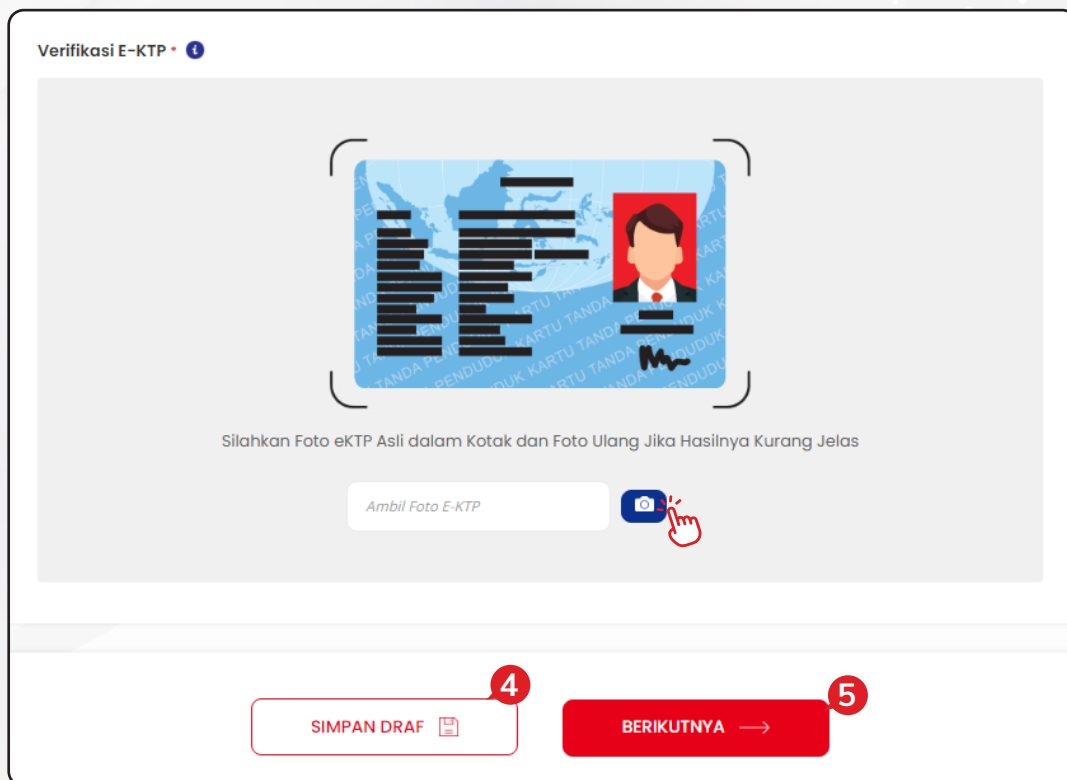 Verifikasi E-KTP *
Silahkan Foto eKTP Asli dalam Kotak dan Foto Ulang Jika Hasilnya Kurang Jelas
Ambil Foto E-KTP
4
5
SIMPAN DRAF
BERIKUTNYA